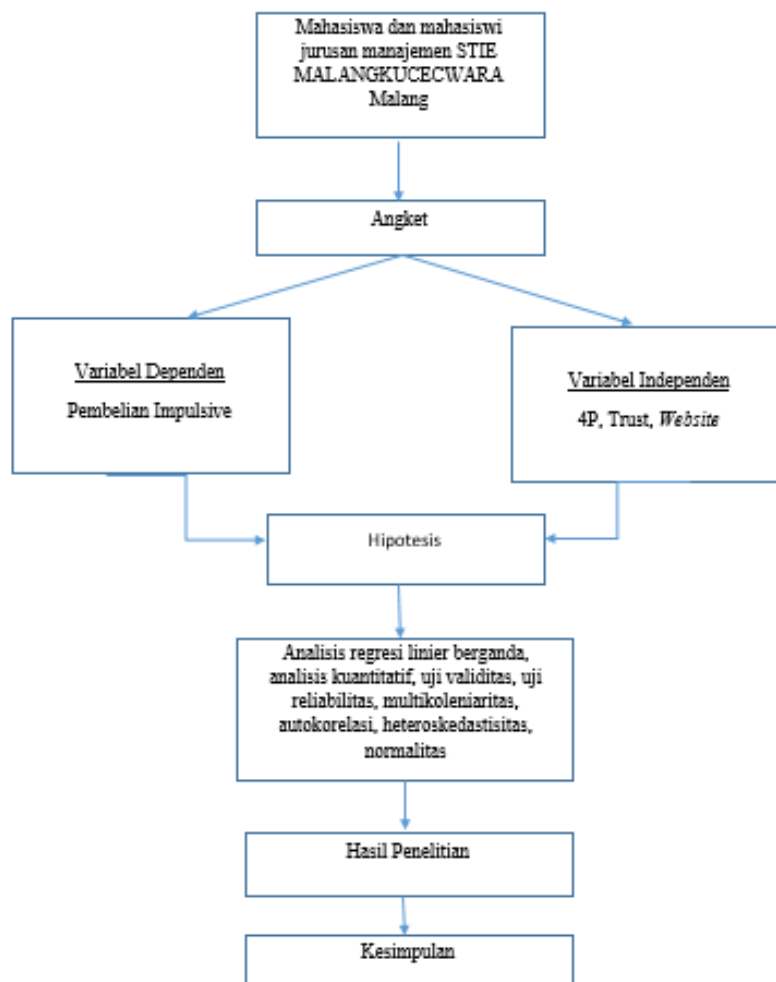 Mahasiswa dan mahasiswi
jurusan manajemen STIE
MALANGKUCECWARA
Malang
Angket
Variabel Dependen
Pembelian Impulsive
Variabel Independen
4P, Trust, Website
Hipotesis
Analisis regresi linier berganda,
analisis kuantitatif, uji validitas, uji
reliabilitas, multikoleniaritas,
autokorelasi, heteroskedastisitas,
normalitas
Hasil Penelitian
Kesimpulan